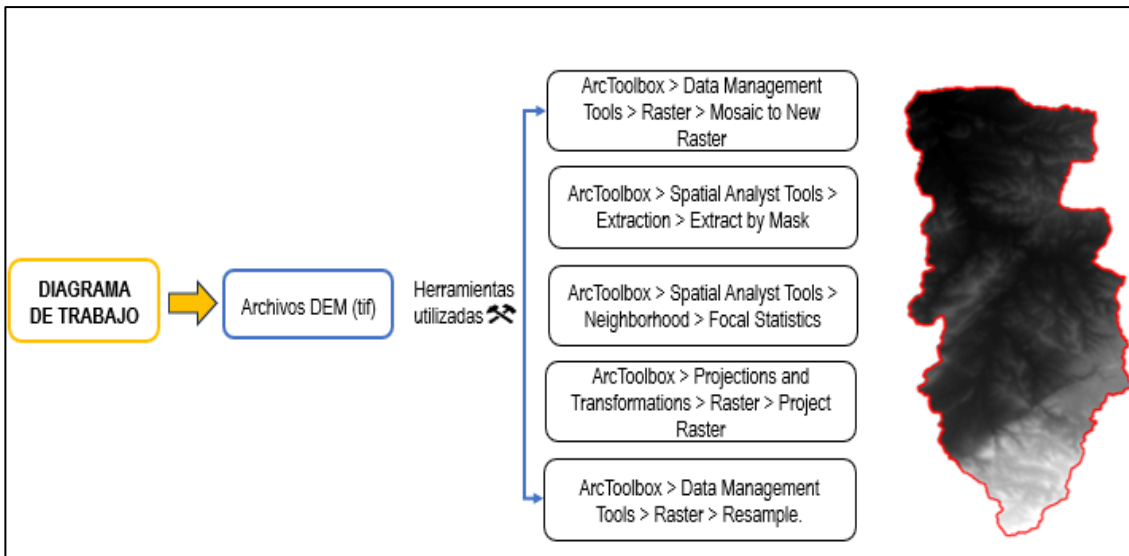 DIAGRAMA
DE TRABAJO
Archivos DEM (tif)
Herramientas
utilizadas
ArcToolbox > Data Management
Tools > Raster > Mosaic to New
Raster
ArcToolbox > Spatial Analyst Tools >
Extraction > Extract by Mask
ArcToolbox > Spatial Analyst Tools >
Neighborhood > Focal Statistics
ArcToolbox > Projections and
Transformations > Raster > Project
Raster
ArcToolbox > Data Management
Tools > Raster > Resample.